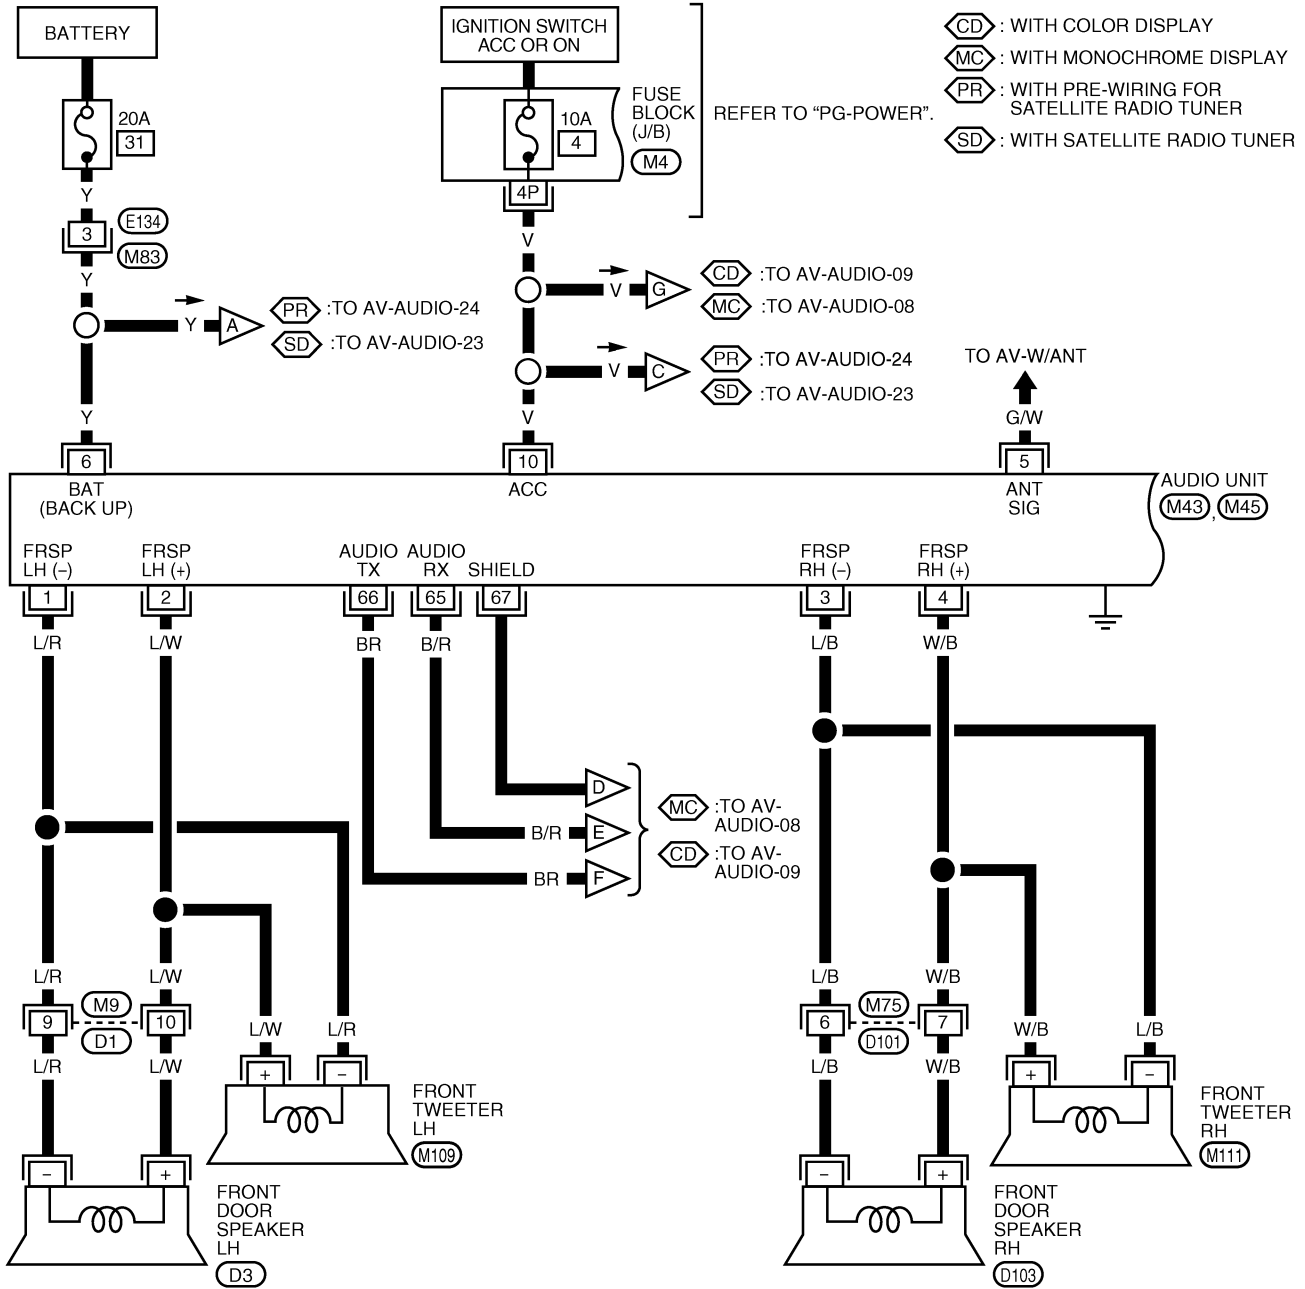 BATTERY
IGNITION SWITCH
ACC OR ON
CD : WITH COLOR DISPLAY
MC : WITH MONOCHROME DISPLAY
PR : WITH PRE-WIRING FOR
SATELLITE RADIO TUNER
SD : WITH SATELLITE RADIO TUNER
20A
31
10A
4
FUSE
BLOCK
(J/B)
M4
REFER TO “PG-POWER”.
4P
Y
3
E134
M83
Y
V
Y
A
PR :TO AV-AUDIO-24
SD :TO AV-AUDIO-23
V
G
CD :TO AV-AUDIO-09
MC :TO AV-AUDIO-08
V
C
PR :TO AV-AUDIO-24
SD :TO AV-AUDIO-23
TO AV-W/ANT
Y
V
G/W
6
10
5
BAT
(BACK UP)
ACC
ANT
SIG
AUDIO UNIT
M43 , M45
FRSP
LH (–)
FRSP
LH (+)
AUDIO
TX
AUDIO
RX
SHIELD
FRSP
RH (–)
FRSP
RH (+)
1
2
66
65
67
3
4
L/R
L/W
BR
B/R
L/B
W/B
D
B/R
E
BR
F
MC :TO AV-
AUDIO-08
CD :TO AV-
AUDIO-09
L/R
L/W
L/B
W/B
9
M9
D1
10
6
M75
D101
7
L/W
L/R
W/B
L/B
L/R
L/W
L/B
W/B
+
–
+
–
FRONT
TWEETER
LH
M109
FRONT
TWEETER
RH
M111
–
+
–
+
FRONT
DOOR
SPEAKER
LH
D3
FRONT
DOOR
SPEAKER
RH
D103